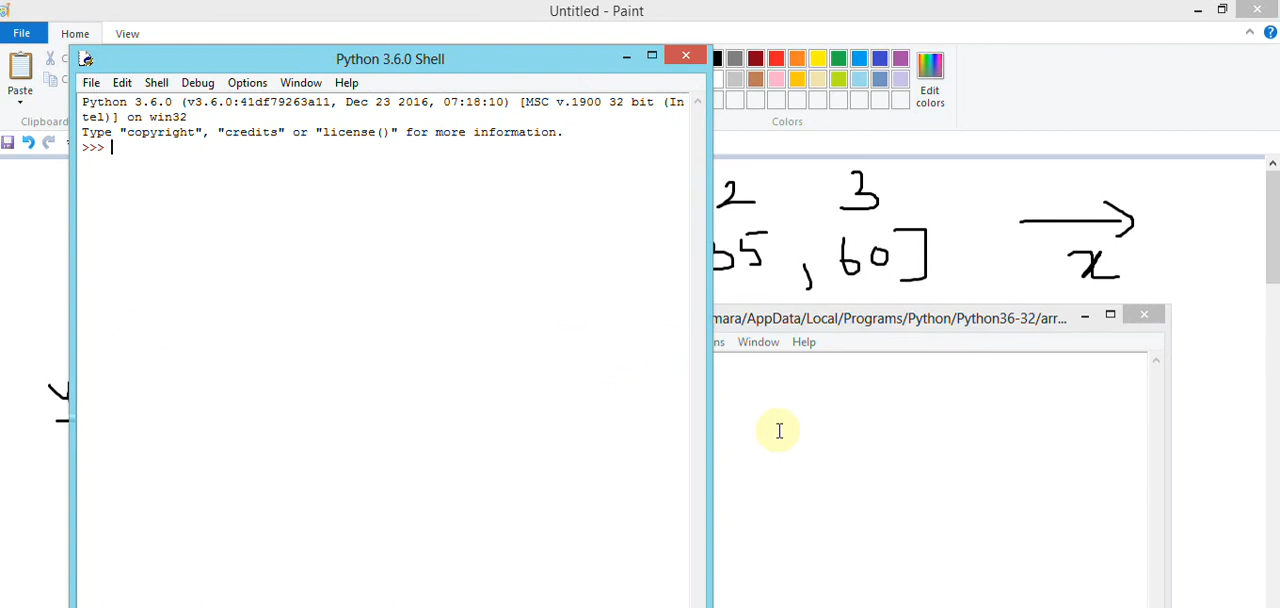 Untitled - Paint
File Home View
Python 3.6.0 Shell
File Edit Shell Debug Options Window Help
Python 3.6.0 (v3.6.0:41df79263a11, Dec 23 2016, 07:18:10) [MSC v.1900 32 bit (In
tel)] on win32
Type "copyright", "credits" or "license()" for more information.
>>>
Paste
Clipboard
Edit
colors
Colors
2 3
, 60]
x
mara/AppData/Local/Programs/Python/Python36-32/arr...
Window Help